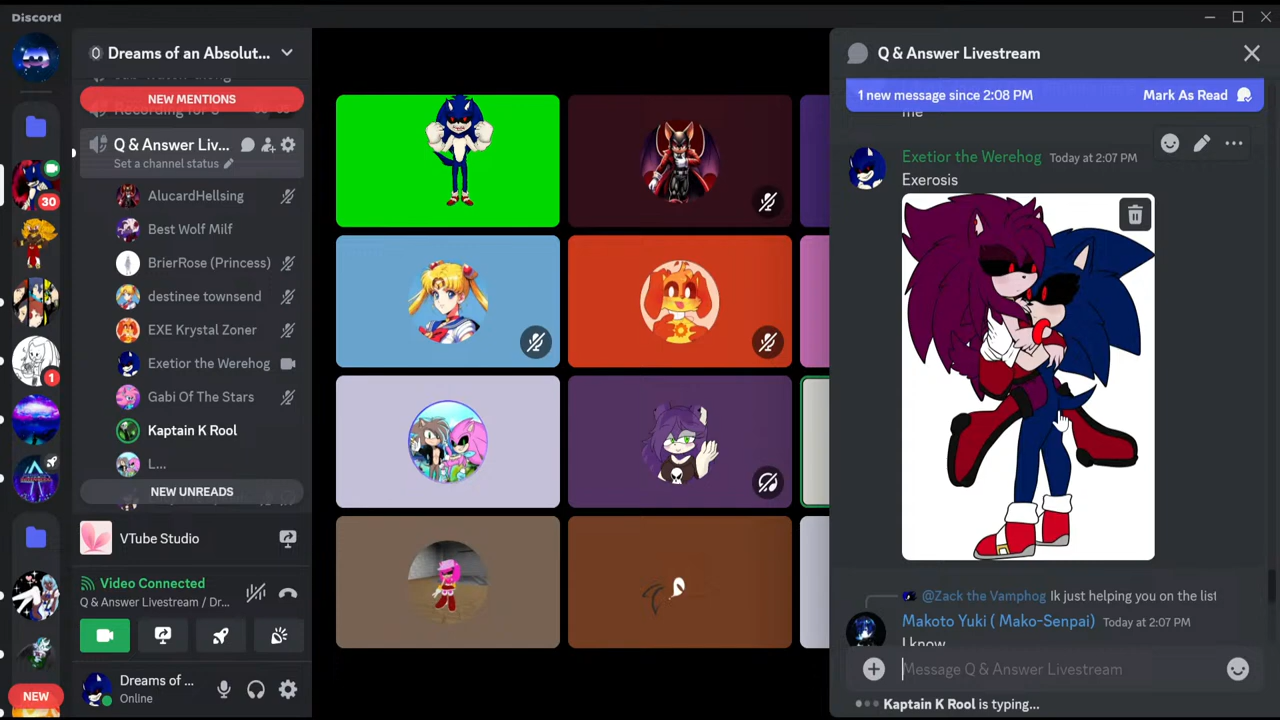 Discord
Dreams of an Absolut...
NEW MENTIONS
Q & Answer Liv...
Set a channel status
AlucardHellsing
Best Wolf Milf
BrierRose (Princess)
destinee townsend
EXE Krystal Zoner
Exetior the Werehog
Gabi Of The Stars
Kaptain K Rool
L...
NEW UNREADS
VTube Studio
Video Connected
Q & Answer Livestream / Dr...
Dreams of ...
Online
30
1
NEW
Q & Answer Livestream
1 new message since 2:08 PM
Mark As Read
me
Exetior the Werehog Today at 2:07 PM
Exerosis
@Zack the Vamphog Ik just helping you on the list
Makoto Yuki ( Mako-Senpai) Today at 2:07 PM
I know
Message Q & Answer Livestream
Kaptain K Rool is typing...